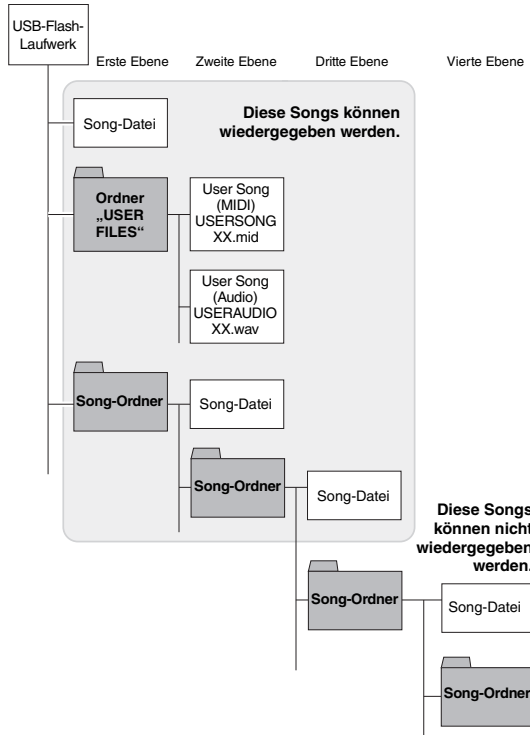 USB-Flash-
Laufwerk
Erste Ebene
Zweite Ebene
Dritte Ebene
Vierte Ebene
Diese Songs können
wiedergegeben werden.
Song-Datei
Ordner
„USER
FILES“
User Song
(MIDI)
USERSONG
XX.mid
User Song
(Audio)
USERAUDIO
XX.wav
Song-Ordner
Song-Datei
Song-Ordner
Song-Datei
Diese Songs
können nicht
wiedergegeben
werden.
Song-Ordner
Song-Datei
Song-Ordner